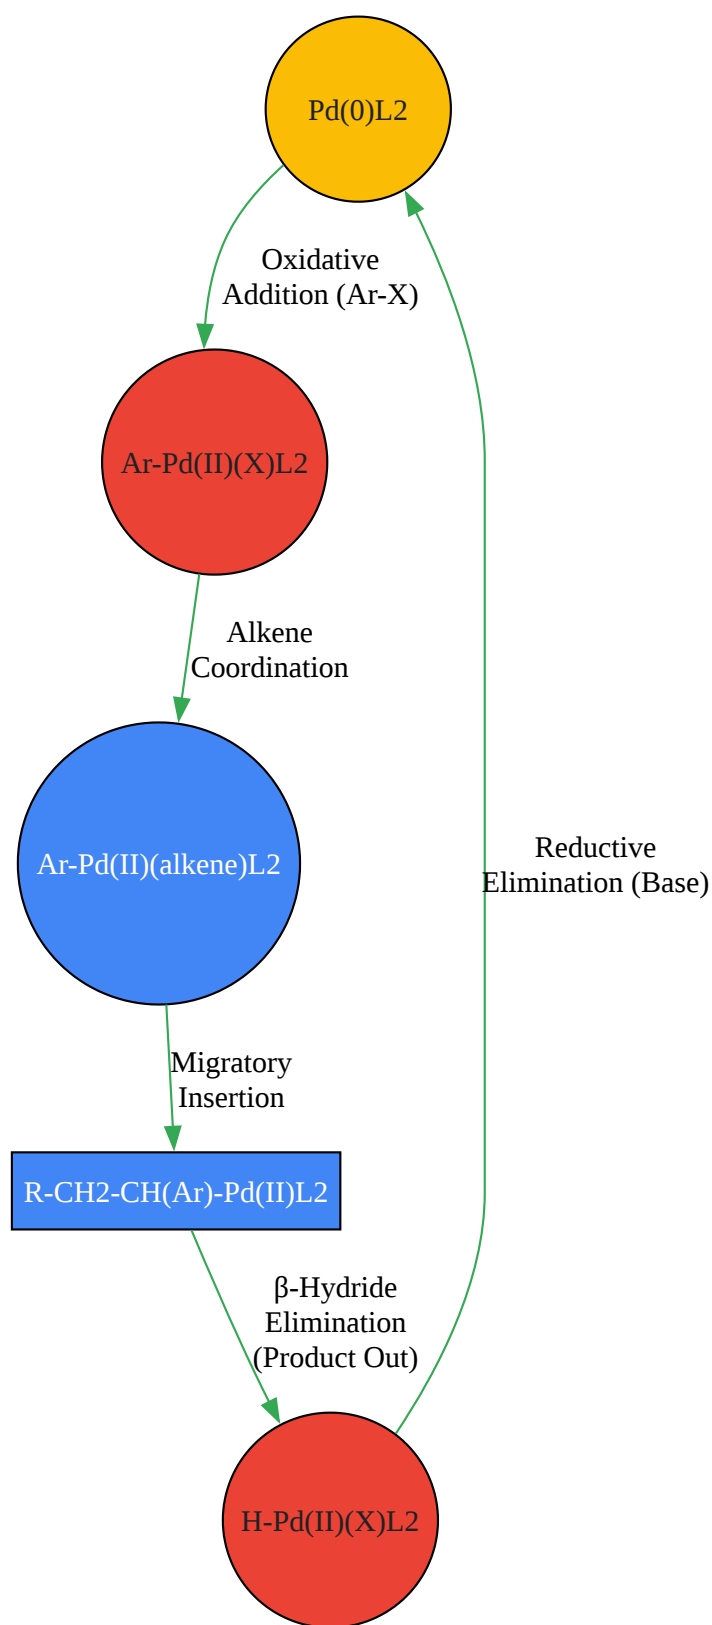 Pd(0)L2
Oxidative
Addition (Ar-X)
Ar-Pd(II)(X)L2
Alkene
Coordination
Ar-Pd(II)(alkene)L2
Reductive
Elimination (Base)
Migratory
Insertion
R-CH2-CH(Ar)-Pd(II)L2
β-Hydride
Elimination
(Product Out)
H-Pd(II)(X)L2